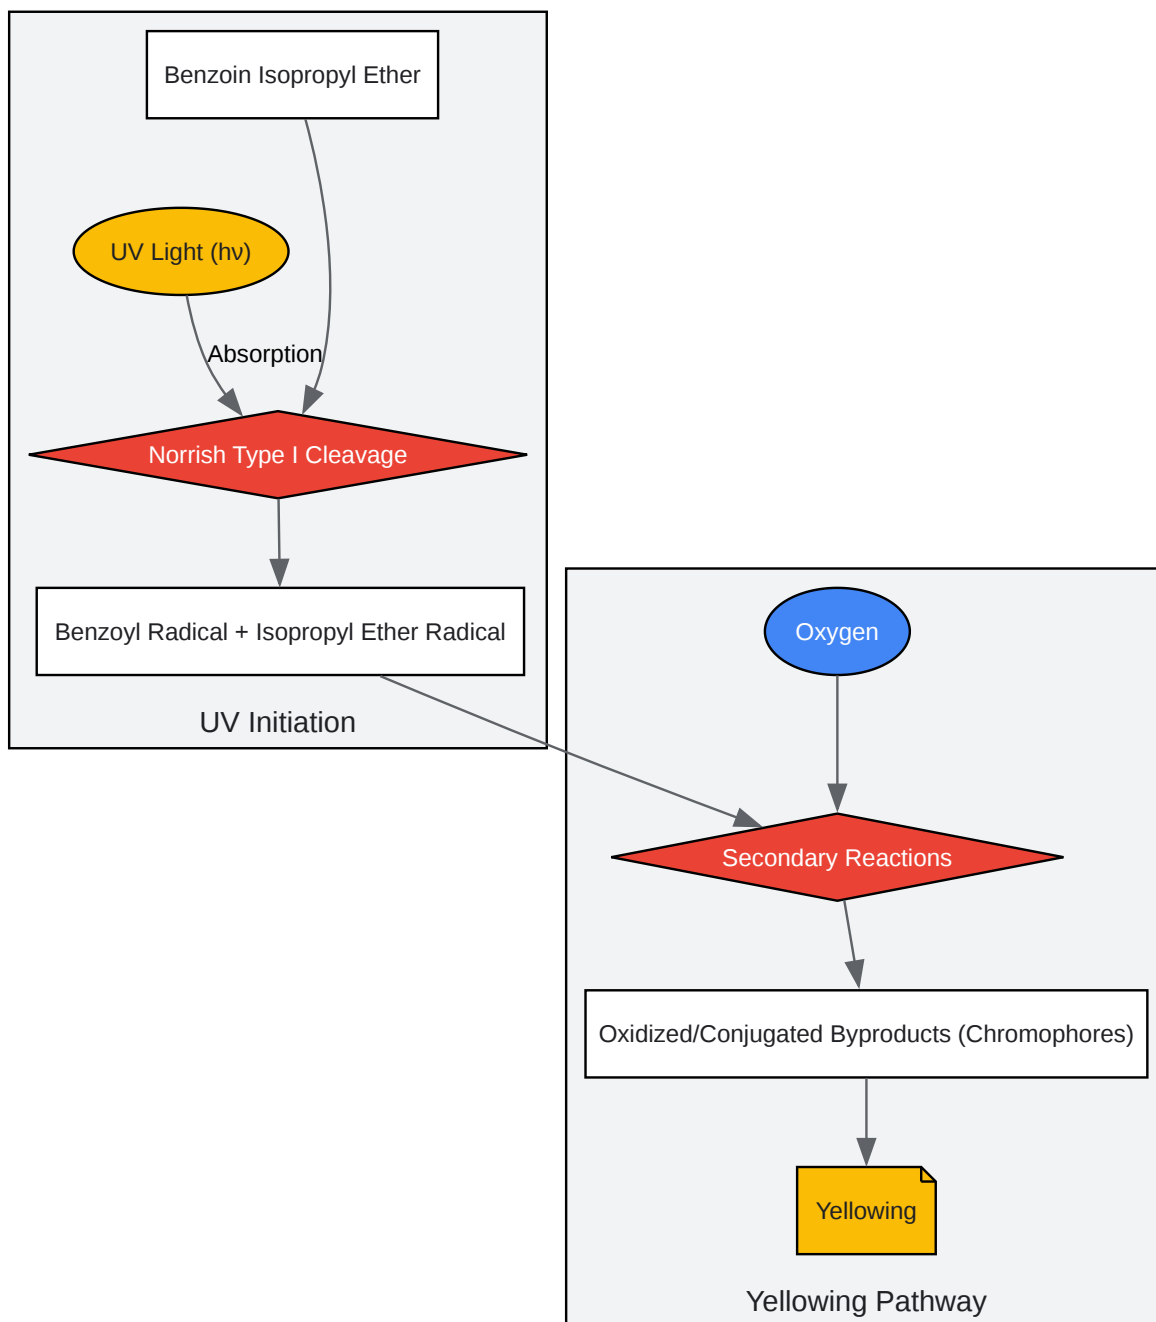 Benzoin Isopropyl Ether
UV Light (hν)
Absorption
Norrish Type I Cleavage
Benzoyl Radical + Isopropyl Ether Radical
UV Initiation
Oxygen
Secondary Reactions
Oxidized/Conjugated Byproducts (Chromophores)
Yellowing
Yellowing Pathway